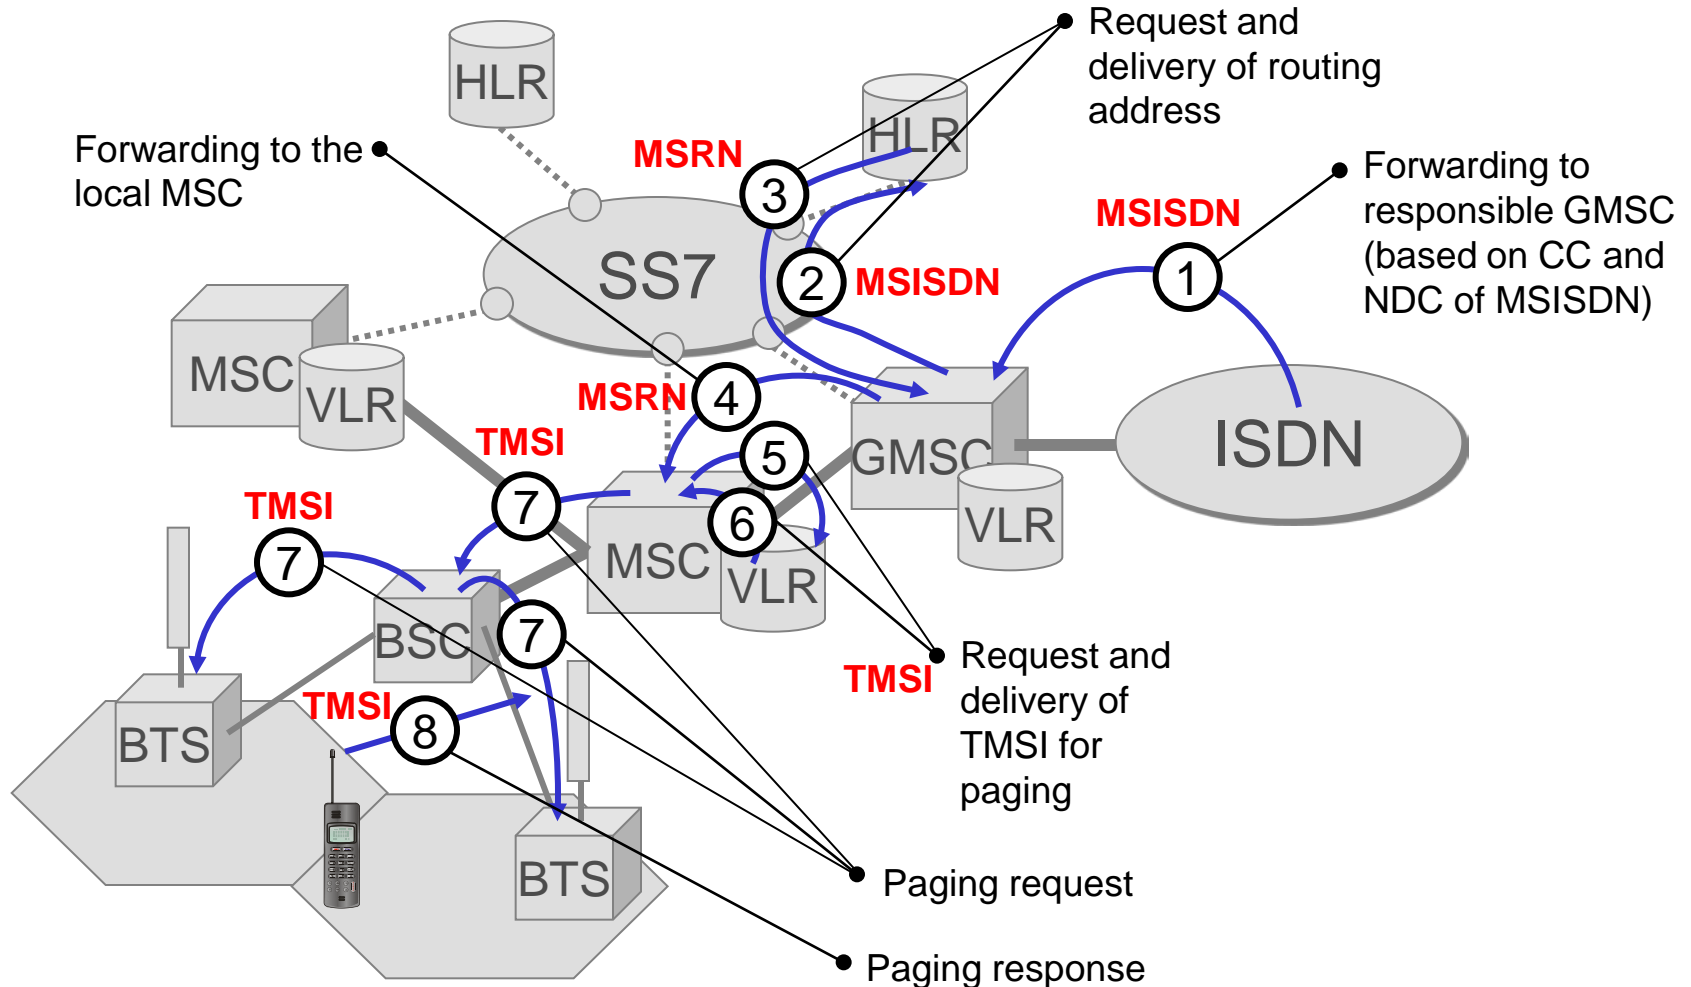 Request and
delivery of routing
address
HLR
HLR
Forwarding to the
local MSC
MSRN
3
Forwarding to
responsible GMSC
(based on CC and
NDC of MSISDN)
MSISDN
1
SS7
2
MSISDN
MSC
VLR
MSRN
4
TMSI
5
GMSC
VLR
ISDN
TMSI
7
7
6
MSC
VLR
BSC
7
TMSI
Request and
delivery of
TMSI for
paging
TMSI
8
BTS
BTS
Paging request
Paging response